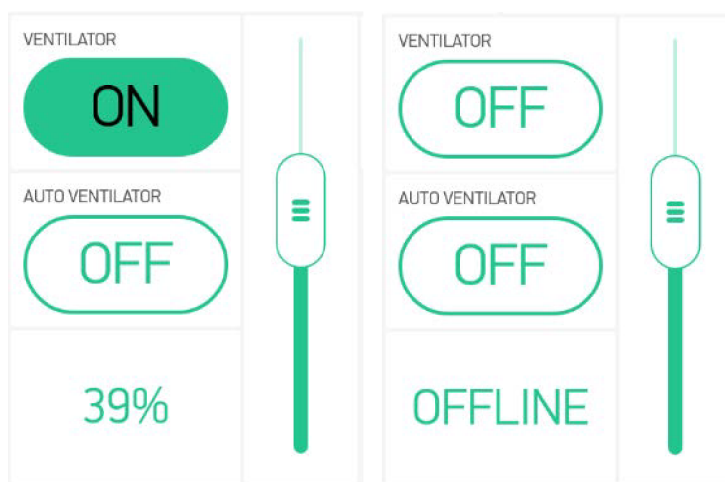 VENTILATOR
ON
AUTO VENTILATOR
OFF
39%
VENTILATOR
OFF
AUTO VENTILATOR
OFF
OFFLINE